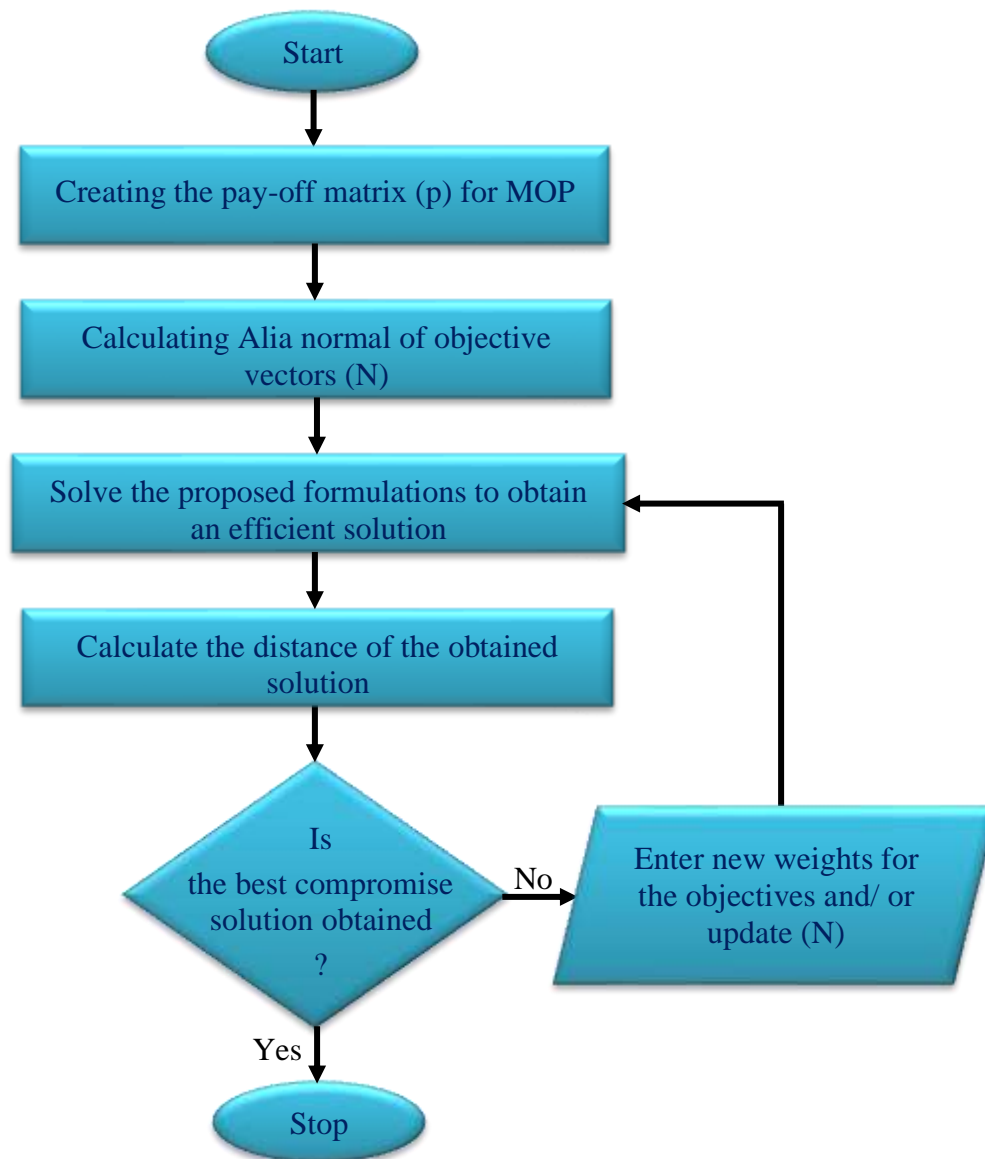 Start
Creating the pay-off matrix (p) for MOP
Calculating Alia normal of objective
vectors (N)
Solve the proposed formulations to obtain
an efficient solution
Calculate the distance of the obtained
solution
Is
the best compromise
solution obtained
?
No
Enter new weights for
the objectives and/ or
update (N)
Yes
Stop